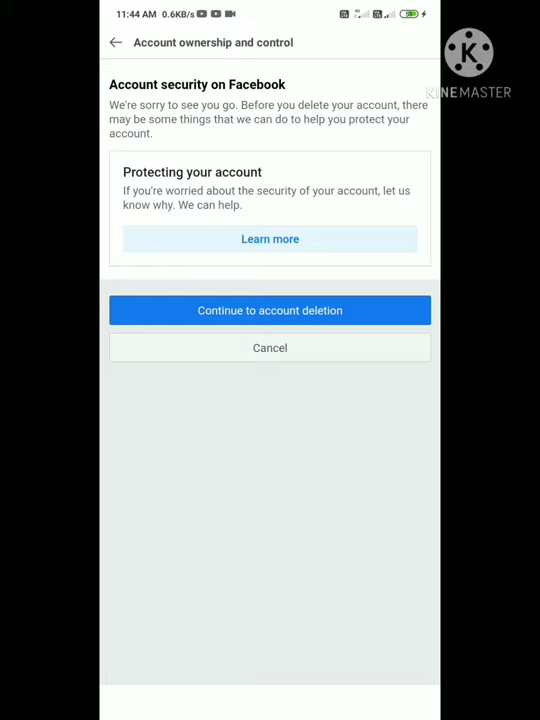 11:44 AM 0.6KB/s
Account ownership and control
KINEMASTER
Account security on Facebook
We're sorry to see you go. Before you delete your account, there
may be some things that we can do to help you protect your
account.
Protecting your account
If you're worried about the security of your account, let us
know why. We can help.
Learn more
Continue to account deletion
Cancel